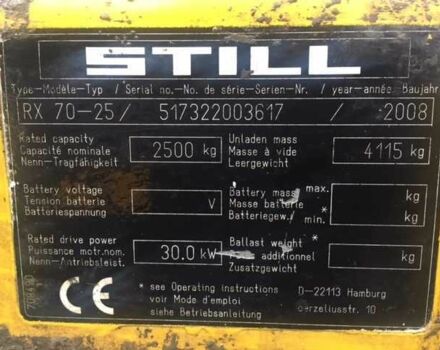 STILL
Type-Modèle-Typ / Serial no.-No. de série-Serien-Nr. / year-année-Baujahr
RX 70-25/ 517322003617 / 2008
Rated capacity
Capacité nominale
Nenn-Tragfähigkeit
2500 kg
Unladen mass
Masse à vide
Leergewicht
4115 kg
Battery voltage
Tension batterie
Batteriespannung
V
Battery mass max.
Masse batterie
Batteriegew. min.
*
kg
kg
Rated drive power
Puissance motr.nom.
Nenn-Antriebsleist.
30.0 kW
Ballast weight *
additionnel
Zusatzgewicht
kg
CE
* see Operating instructions
voir Mode d'emploi
siehe Betriebsanleitung
D-22113 Hamburg
Berzeliusstr. 10